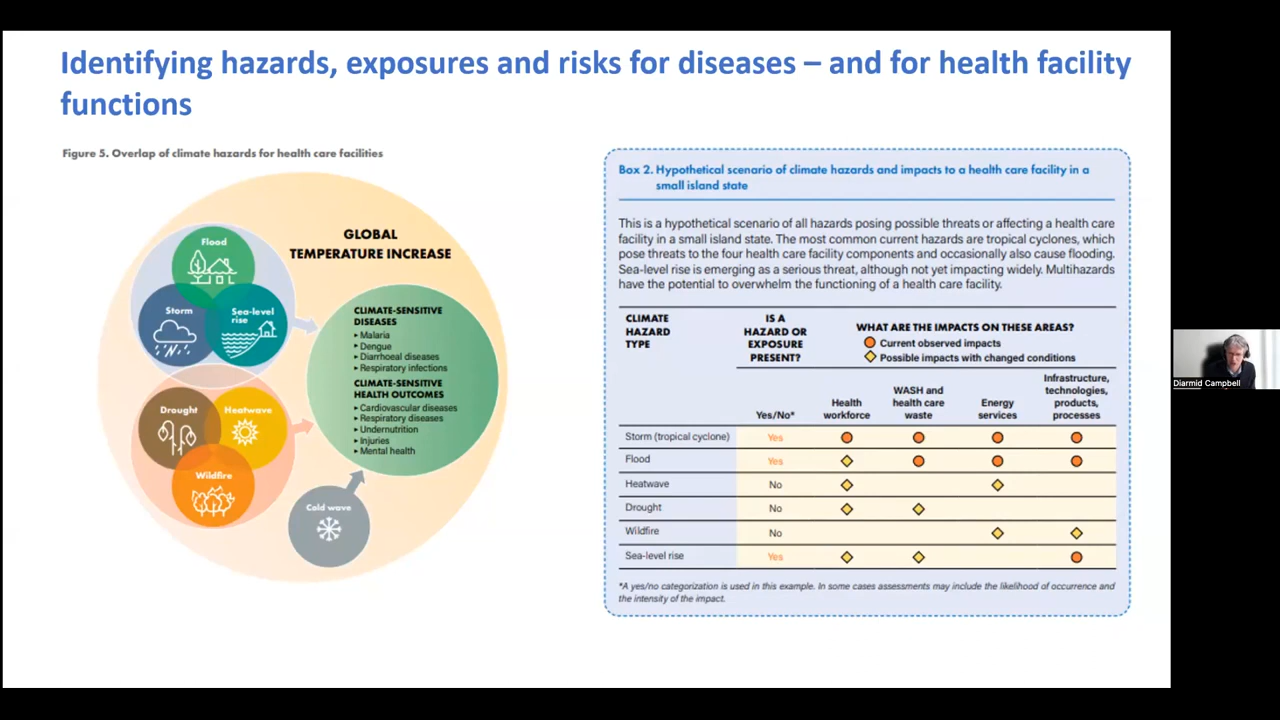 Identifying hazards, exposures and risks for diseases – and for health facility
functions
Figure 5. Overlap of climate hazards for health care facilities
GLOBAL
TEMPERATURE INCREASE
Flood
Storm
Sea-level
rise
Drought
Heatwave
Wildfire
Cold wave
CLIMATE-SENSITIVE
DISEASES
▸ Malaria
▸ Dengue
▸ Diarrhoeal diseases
▸ Respiratory infections
CLIMATE-SENSITIVE
HEALTH OUTCOMES
▸ Cardiovascular diseases
▸ Respiratory diseases
▸ Undernutrition
▸ Injuries
▸ Mental health
Box 2. Hypothetical scenario of climate hazards and impacts to a health care facility in a
small island state
This is a hypothetical scenario of all hazards posing possible threats or affecting a health care
facility in a small island state. The most common current hazards are tropical cyclones, which
pose threats to the four health care facility components and occasionally also cause flooding.
Sea-level rise is emerging as a serious threat, although not yet impacting widely. Multihazards
have the potential to overwhelm the functioning of a health care facility.
CLIMATE
HAZARD
TYPE
IS A
HAZARD OR
EXPOSURE
PRESENT?
WHAT ARE THE IMPACTS ON THESE AREAS?
Current observed impacts
Possible impacts with changed conditions
Yes/No*
Health
workforce
WASH and
health care
waste
Energy
services
Infrastructure,
technologies,
products,
processes
Storm (tropical cyclone) Yes
Flood Yes
Heatwave No
Drought No
Wildfire No
Sea-level rise Yes
*A yes/no categorization is used in this example. In some cases assessments may include the likelihood of occurrence and
the intensity of the impact.
Diarmid Campbell